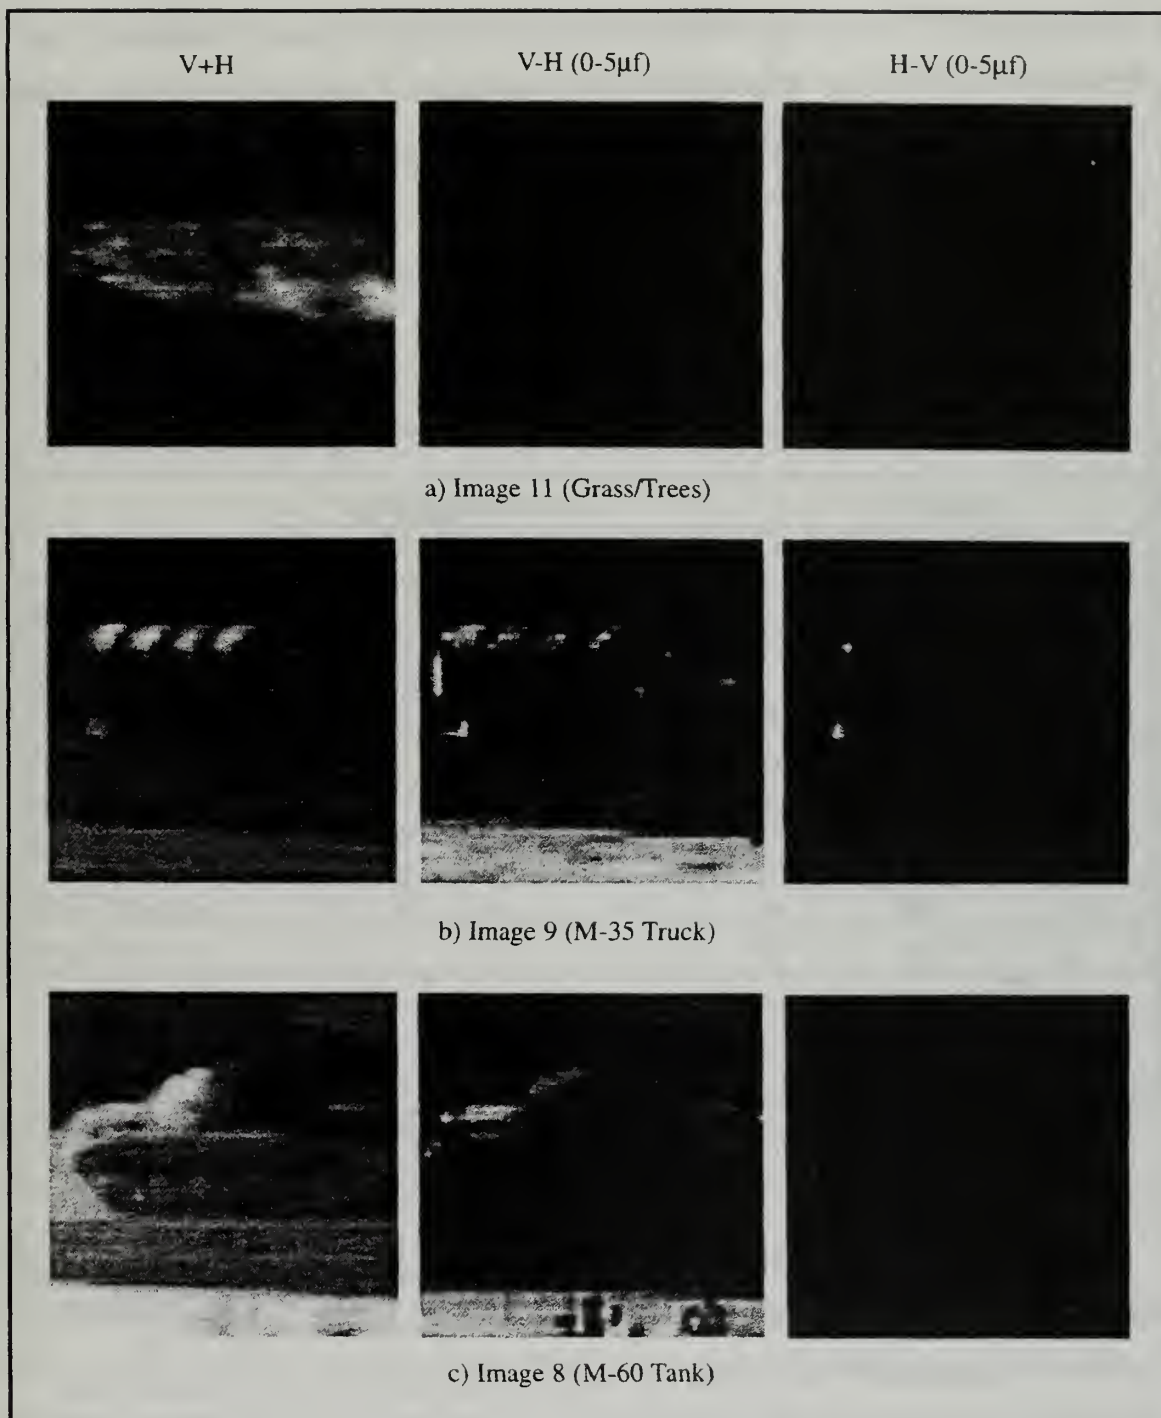 V+H
V-H (0-5µf)
H-V (0-5µf)
a) Image 11 (Grass/Trees)
b) Image 9 (M-35 Truck)
c) Image 8 (M-60 Tank)